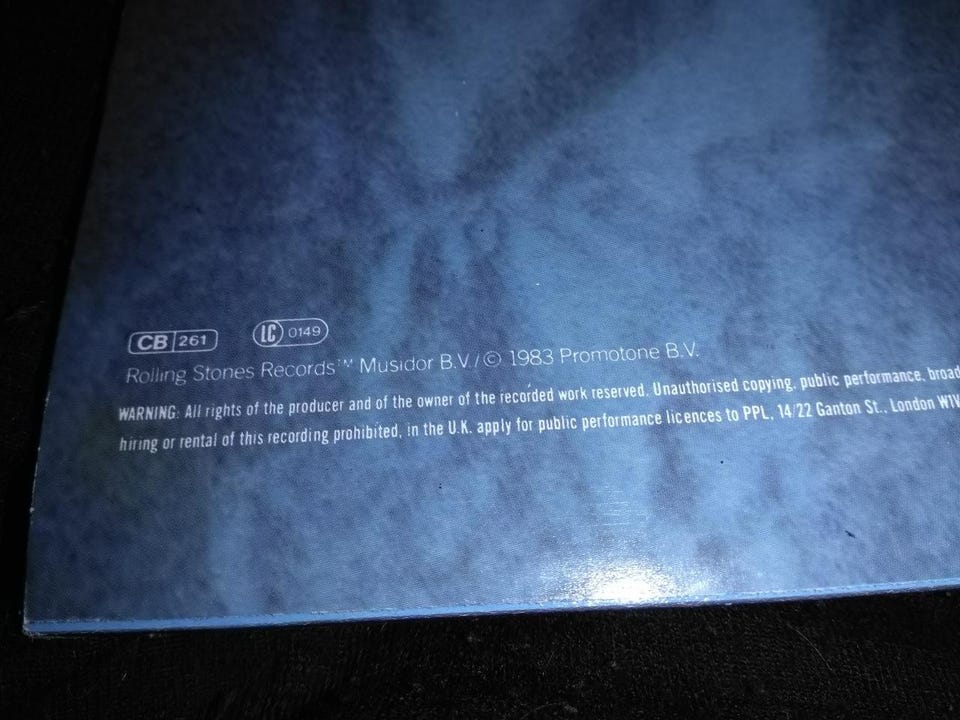 CB 261 LC 0149
Rolling Stones Records™ Musidor B.V./© 1983 Promotone B.V.
WARNING: All rights of the producer and of the owner of the recorded work reserved. Unauthorised copying, public performance, broad
hiring or rental of this recording prohibited, in the U.K. apply for public performance licences to PPL, 14/22 Ganton St., London W1V